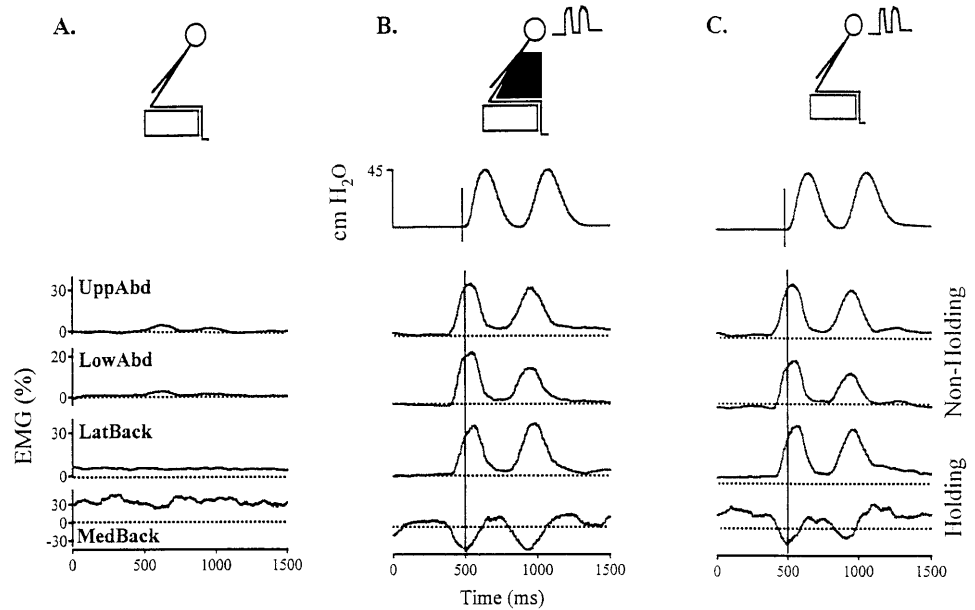 A.
B.
C.
45
cm H₂O
UppAbd
30
0
LowAbd
20
0
LatBack
30
0
30
0
-30
MedBack
EMG (%)
Non-Holding
Holding
0 500 1000 1500
0 500 1000 1500
0 500 1000 1500
Time (ms)